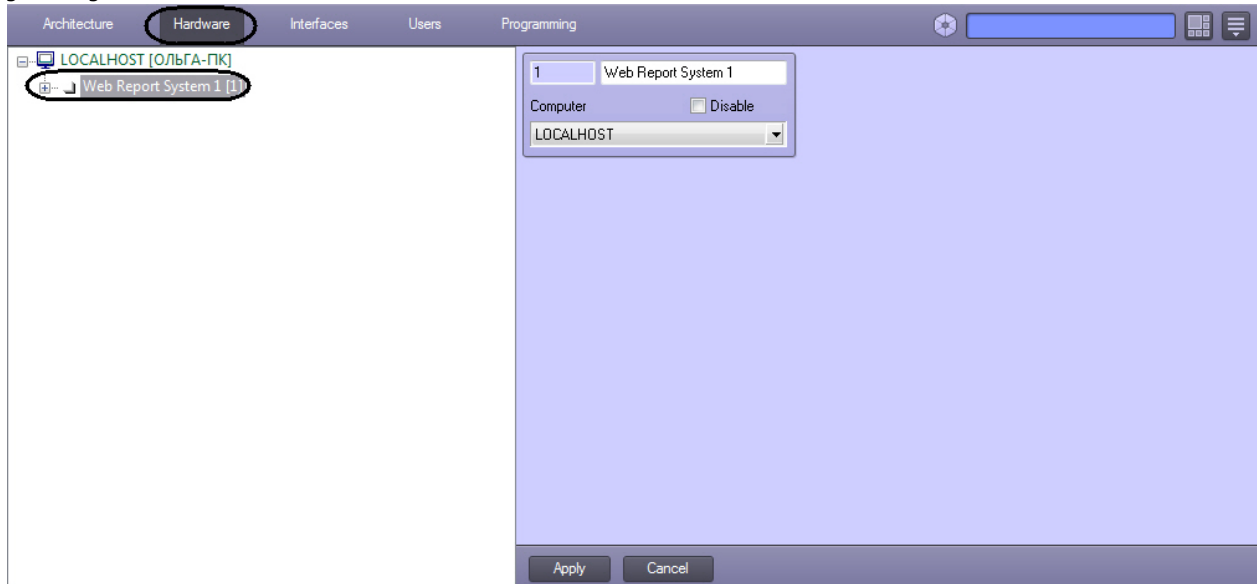 Architecture Hardware Interfaces Users Programming
LOCALHOST [ОЛЬГА-ПК]
Web Report System 1 [1]
1 Web Report System 1
Computer Disable
LOCALHOST
Apply Cancel